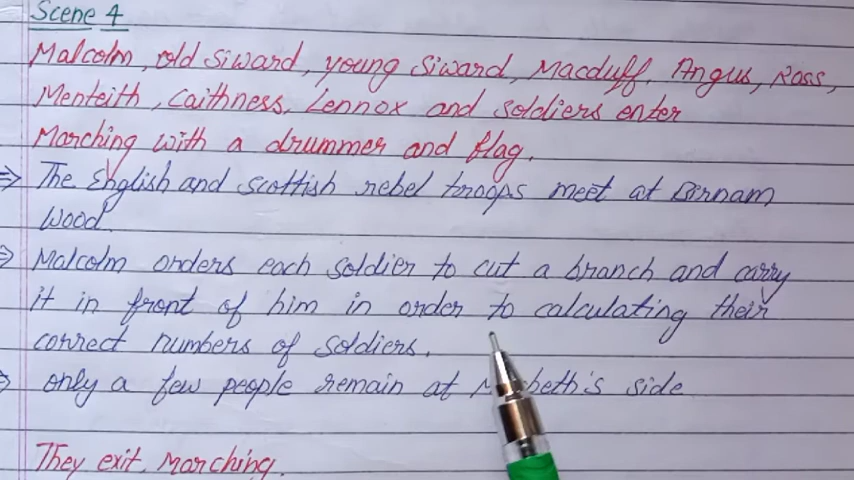 Scene 4
Malcolm, old Siward, young Siward, Macduff, Angus, Ross,
Menteith, Caithness, Lennox and soldiers enter
Marching with a drummer and flag.
⇒ The English and Scottish rebel troops meet at Birnam
Wood.
⇒ Malcolm orders each soldier to cut a branch and carry
it in front of him in order to calculating their
correct numbers of soldiers.
⇒ only a few people remain at side
They exit. Marching.